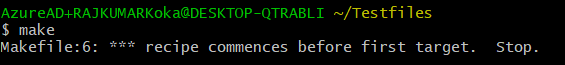 AzureAD+RAJKUMARKoka@DESKTOP-QTRABLI ~/Testfiles
$ make
Makefile:6: *** recipe commences before first target.  Stop.